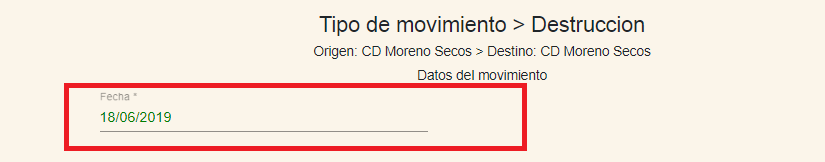 Tipo de movimiento > Destruccion
Origen: CD Moreno Secos > Destino: CD Moreno Secos
Datos del movimiento
Fecha *
18/06/2019